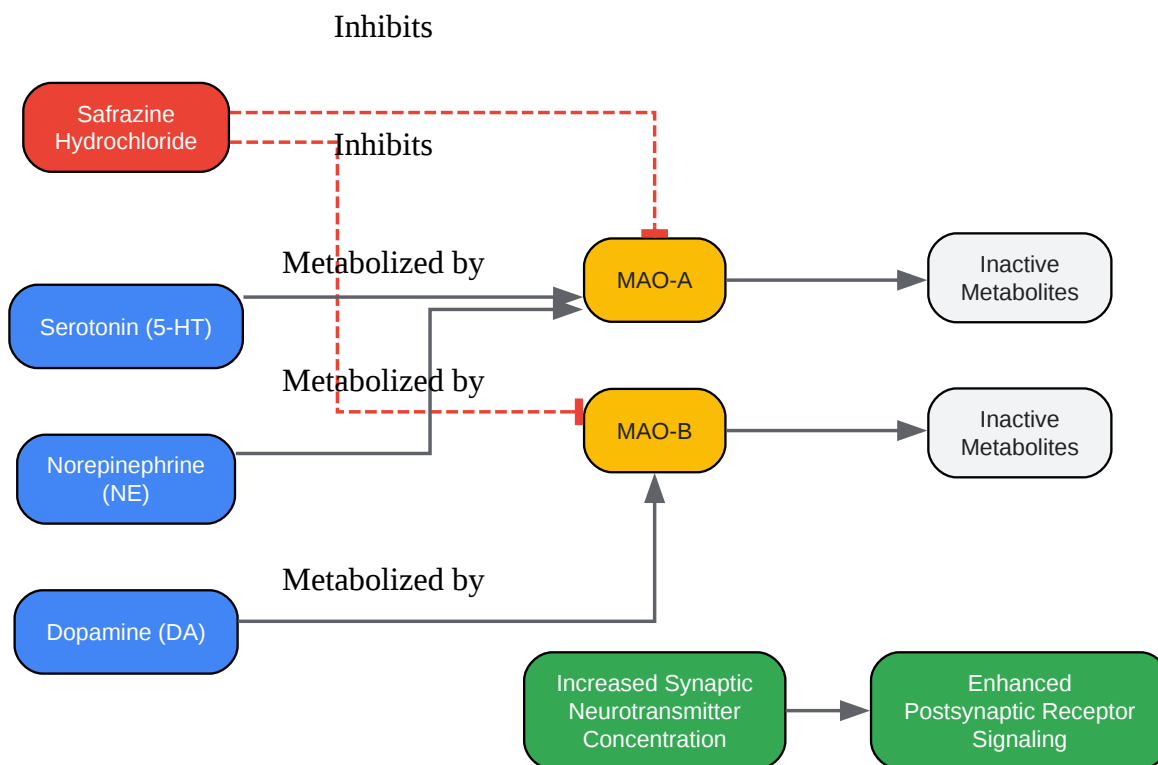 Inhibits
Safrazine
Hydrochloride
Inhibits
Metabolized by
MAO-A
Inactive
Metabolites
Serotonin (5-HT)
Metabolized by
MAO-B
Inactive
Metabolites
Norepinephrine
(NE)
Metabolized by
Dopamine (DA)
Increased Synaptic
Neurotransmitter
Concentration
Enhanced
Postsynaptic Receptor
Signaling